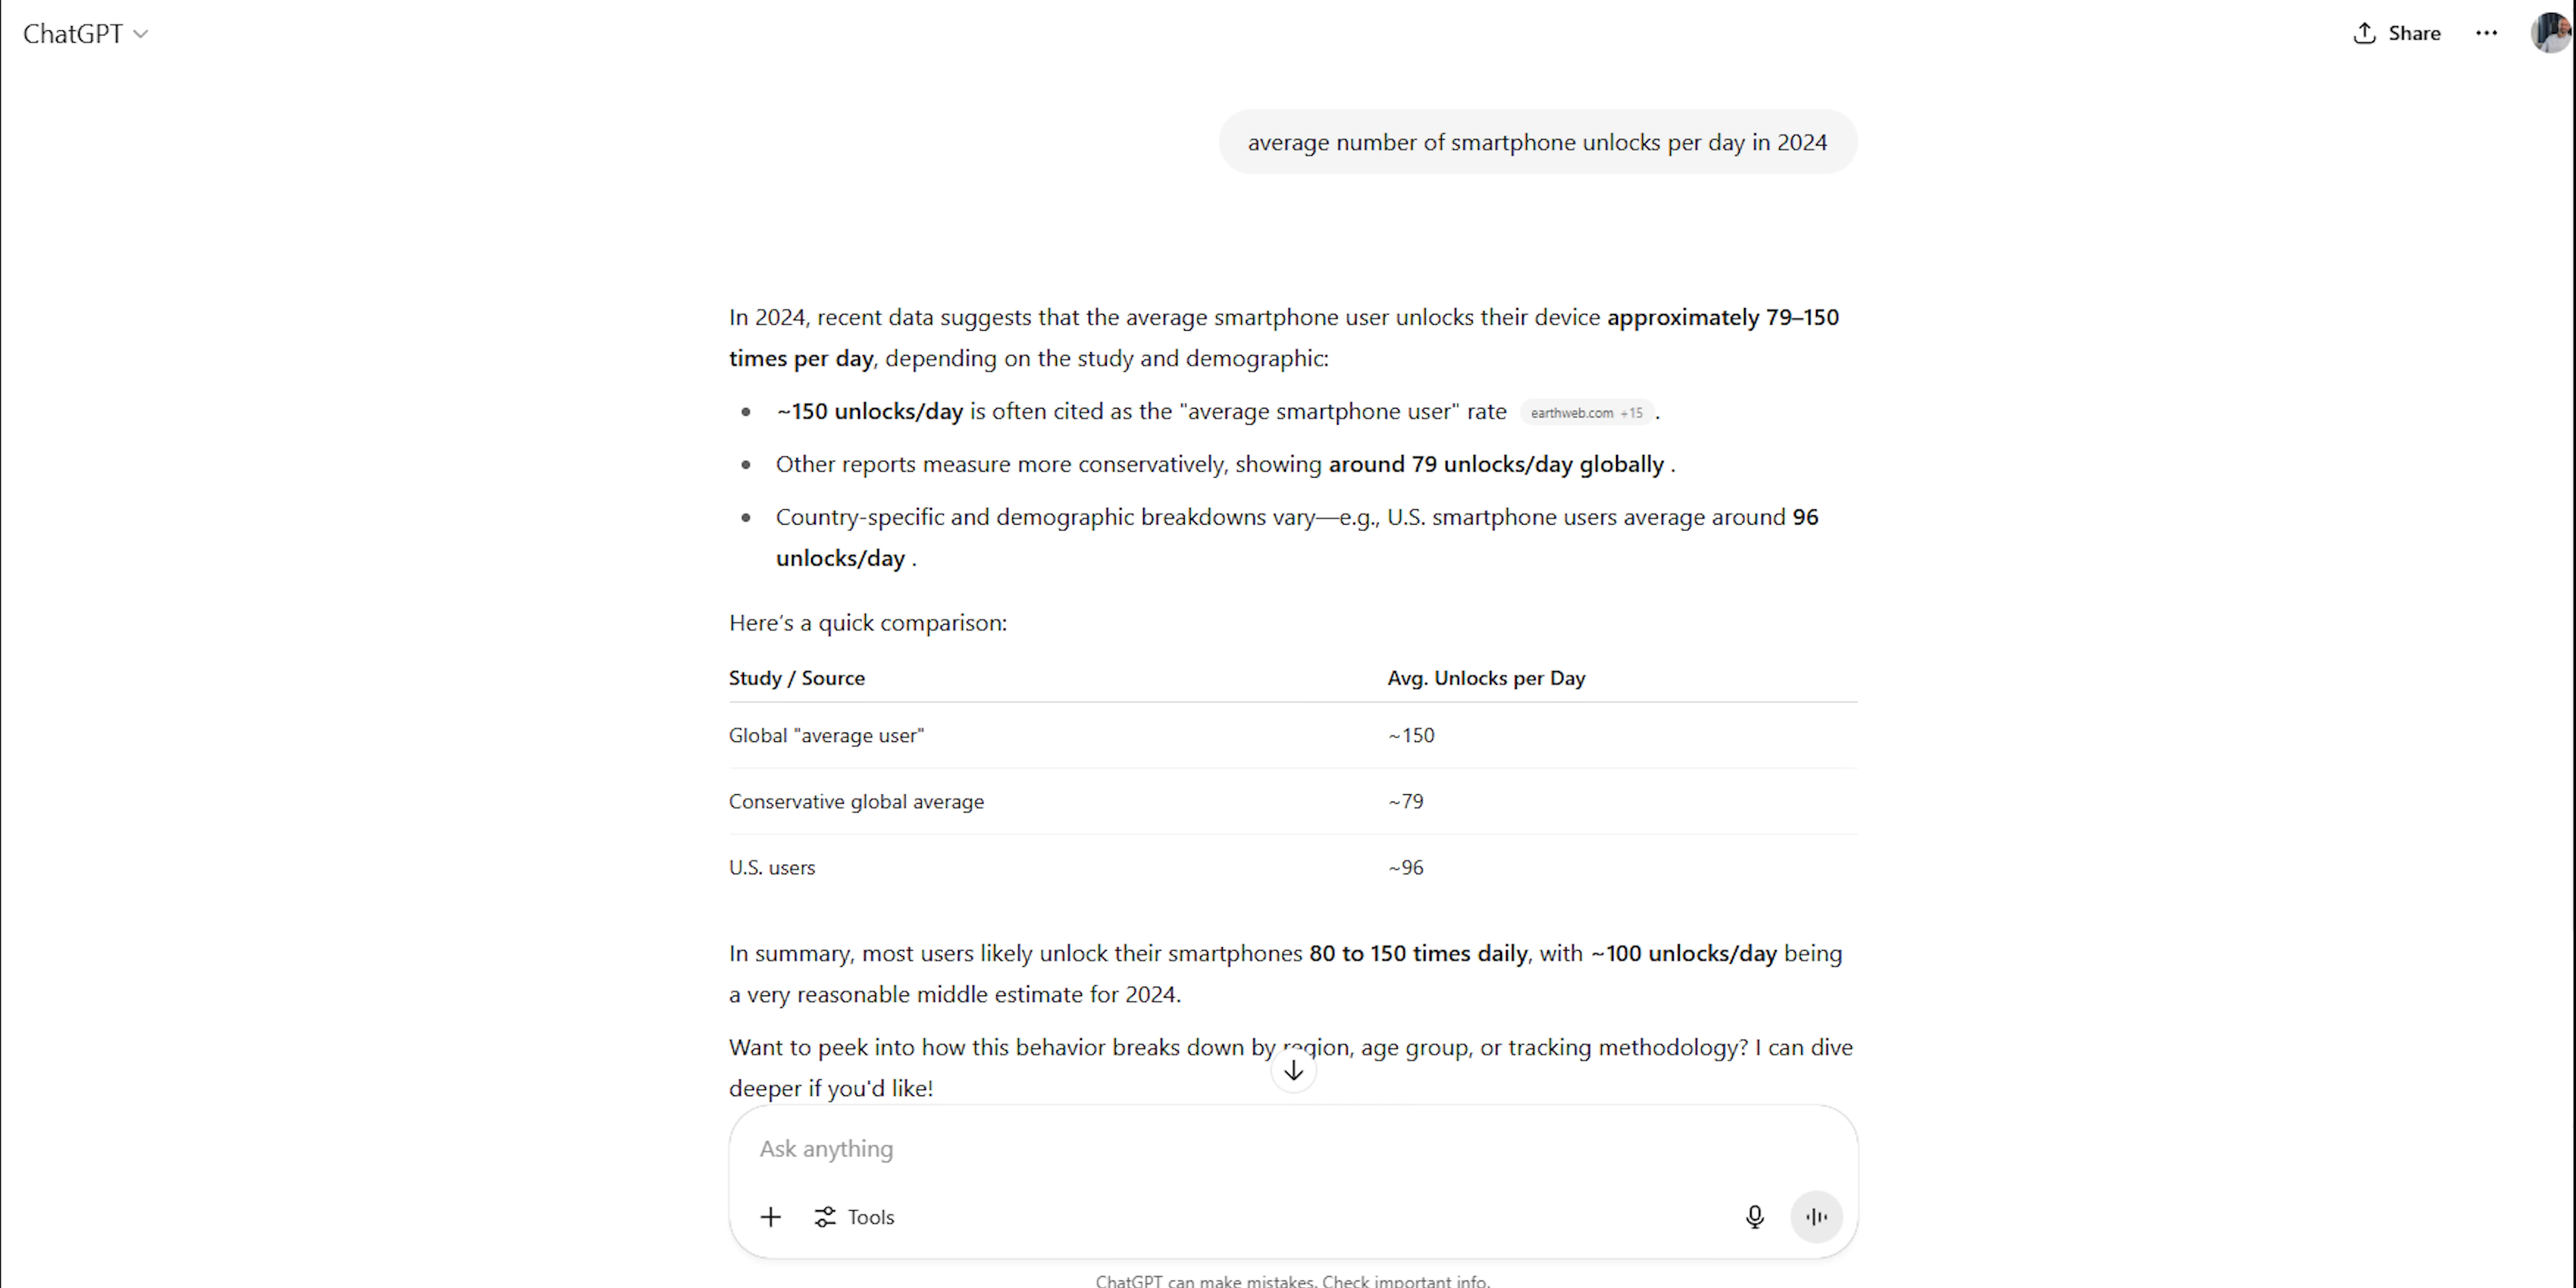 ChatGPT
Share
average number of smartphone unlocks per day in 2024
In 2024, recent data suggests that the average smartphone user unlocks their device approximately 79–150
times per day, depending on the study and demographic:
~150 unlocks/day is often cited as the "average smartphone user" rate earthweb.com +15 .
Other reports measure more conservatively, showing around 79 unlocks/day globally .
Country-specific and demographic breakdowns vary—e.g., U.S. smartphone users average around 96
unlocks/day .
Here's a quick comparison:
Study / Source Avg. Unlocks per Day
Global "average user" ~150
Conservative global average ~79
U.S. users ~96
In summary, most users likely unlock their smartphones 80 to 150 times daily, with ~100 unlocks/day being
a very reasonable middle estimate for 2024.
Want to peek into how this behavior breaks down by region, age group, or tracking methodology? I can dive
deeper if you'd like!
Ask anything
Tools
ChatGPT can make mistakes. Check important info.